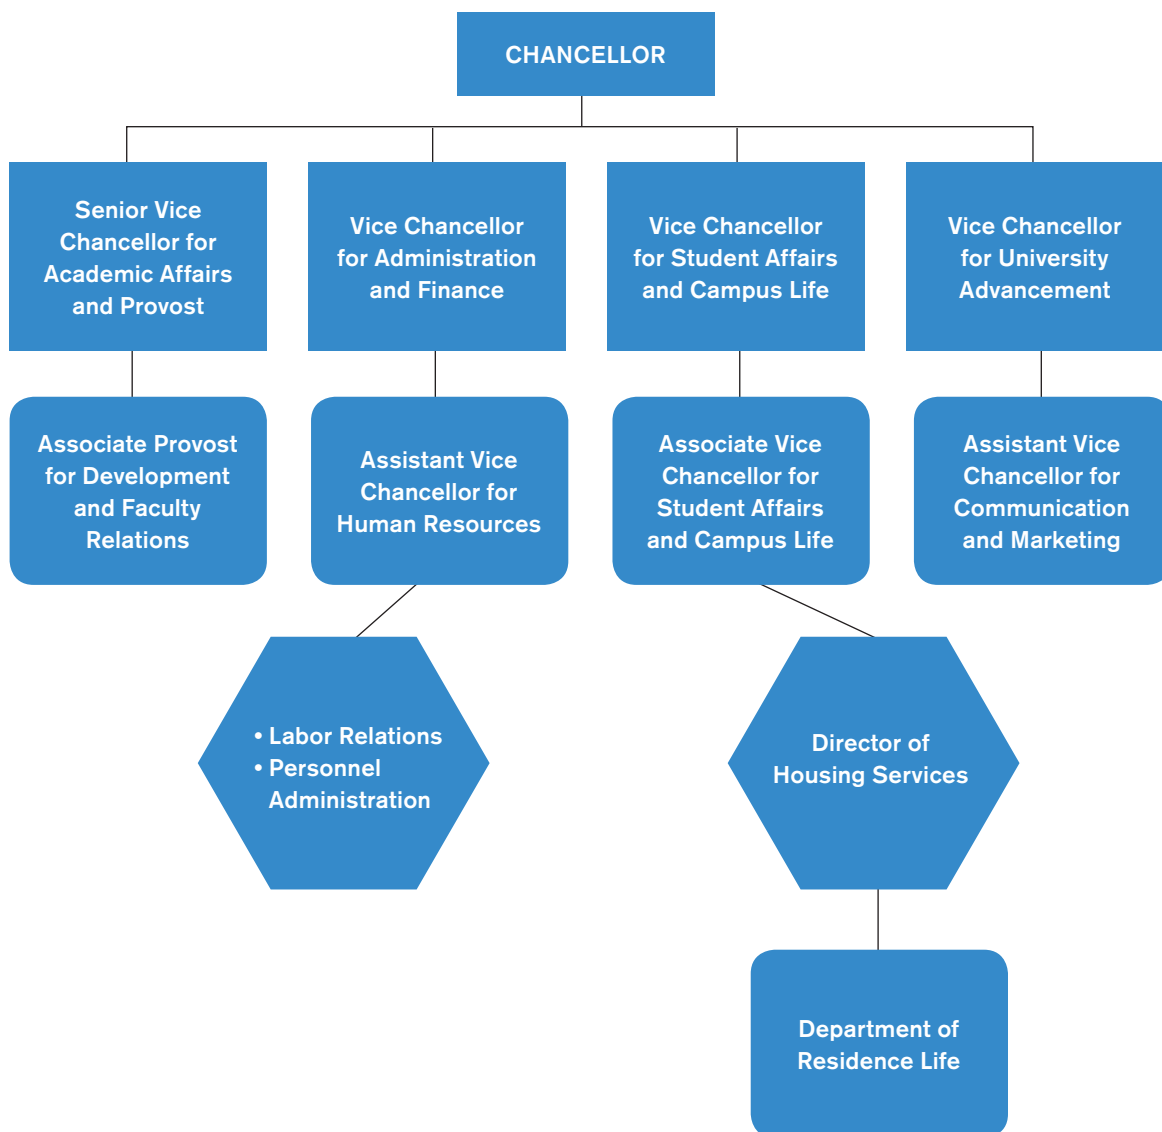 CHANCELLOR
Senior Vice
Chancellor for
Academic Affairs
and Provost
Vice Chancellor
for Administration
and Finance
Vice Chancellor
for Student Affairs
and Campus Life
Vice Chancellor
for University
Advancement
Associate Provost
for Development
and Faculty
Relations
Assistant Vice
Chancellor for
Human Resources
Associate Vice
Chancellor for
Student Affairs
and Campus Life
Assistant Vice
Chancellor for
Communication
and Marketing
• Labor Relations
• Personnel
Administration
Director of
Housing Services
Department of
Residence Life